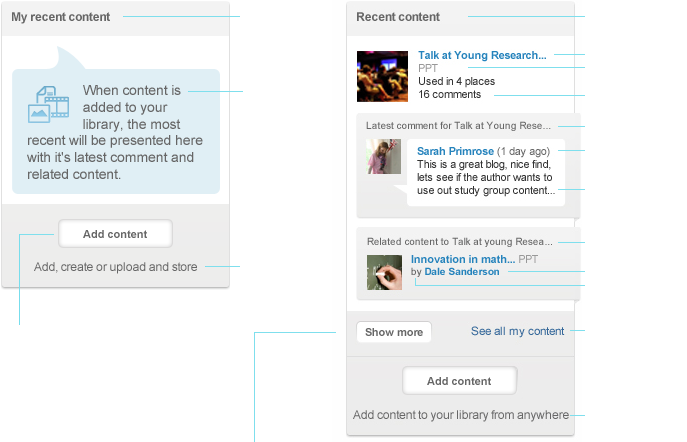 My recent content
When content is
added to your
library, the most
recent will be presented here
with it's latest comment and
related content.
Add content
Add, create or upload and store
Recent content
Talk at Young Research...
PPT
Used in 4 places
16 comments
Latest comment for Talk at Young Rese...
Sarah Primrose (1 day ago)
This is a great blog, nice find,
lets see if the author wants to
use out study group content...
Related content to Talk at young Resea...
Innovation in math... PPT
by Dale Sanderson
Show more
See all my content
Add content
Add content to your library from anywhere